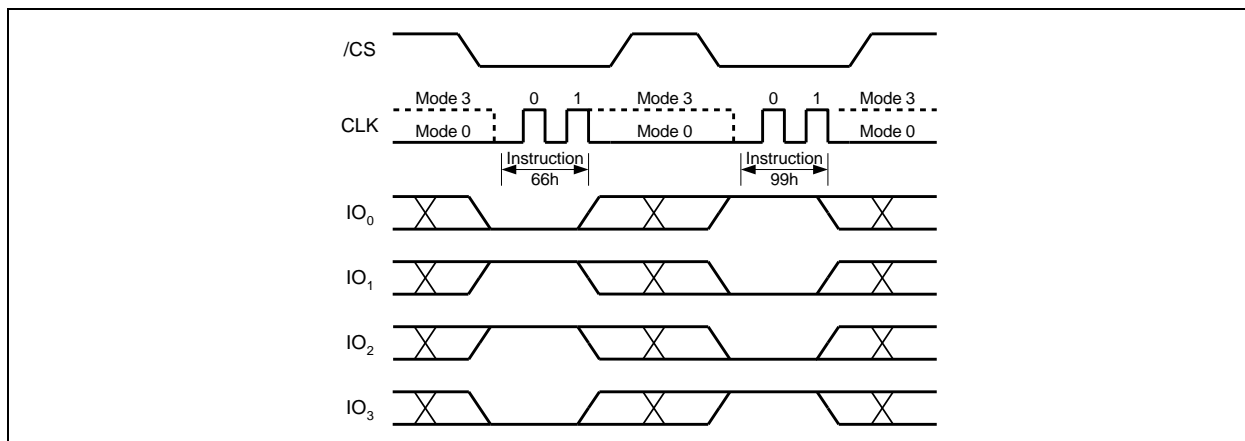 /CS
Mode 3 0 1 Mode 3 0 1 Mode 3
CLK
Mode 0 Mode 0 Mode 0
Instruction Instruction
66h 99h
IO0
IO1
IO2
IO3